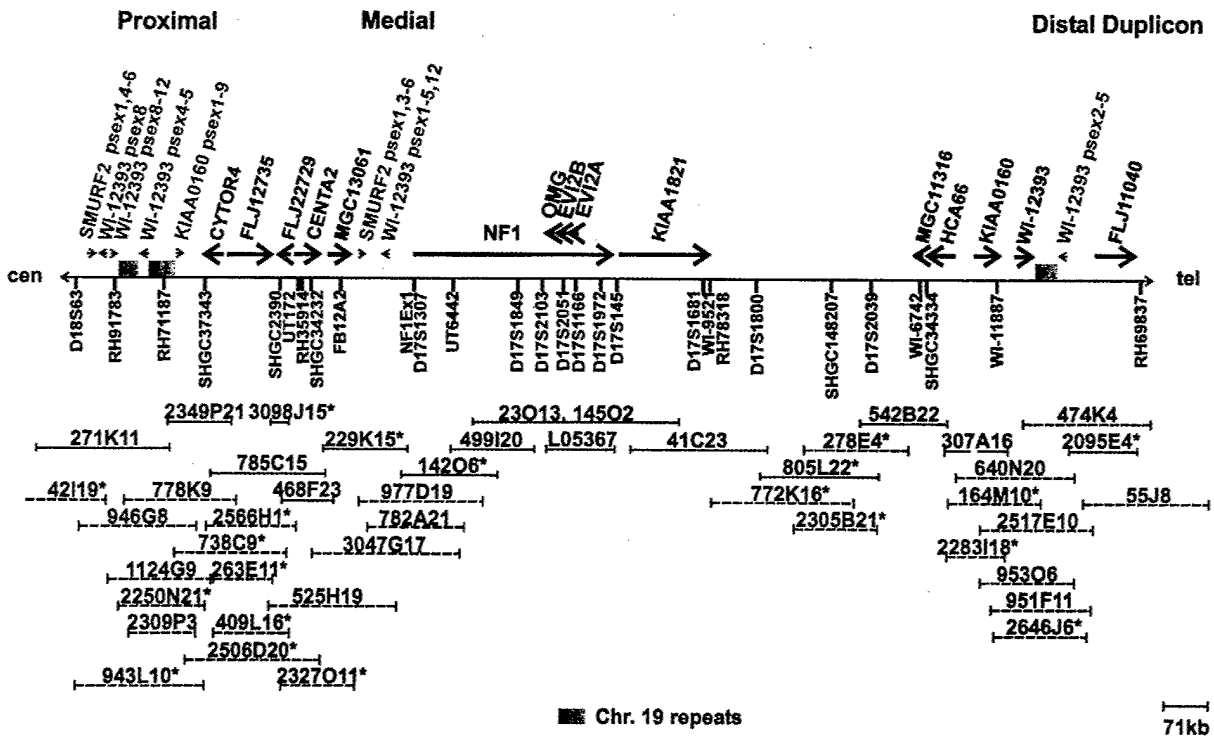 Proximal
Medial
Distal Duplicon
SMURF2 psex1,4-6
WI-12393 psex8
WI-12393 psex8-12
WI-12393 psex4-5
KIAA0160 psex1-9
CYTOR4
FLJ12735
FLJ22729
CENTA2
MGC13061
SMURF2 psex1,3-6
WI-12393 psex1-5,12
NF1
OMG
EVI2B
EVI2A
KIAA1821
MGC11316
HCA66
KIAA0160
WI-12393
WI-12393 psex2-5
FLJ11040
cen
tel
D18S63
RH91783
RH71187
SHGC37343
SHGC2390
UT172
RH35914
SHGC34232
FB12A2
NF1Ex1
D17S1307
UT6442
D17S1849
D17S2103
D17S2051
D17S1166
D17S1972
D17S145
D17S1681
WI-9521
RH78318
D17S1800
SHGC148207
D17S2039
WI-6742
SHGC34334
WI-11887
RH69837
2349P21 3098J15* 23O13, 145O2 542B22 474K4
271K11 229K15* 499I20 L05367 41C23 278E4* 307A16 2095E4*
785C15 142O6* 805L22* 640N20
42I19* 778K9 468F23 977D19 772K16* 164M10* 55J8
946G8 2566H1* 782A21 2305B21* 2517E10
738C9* 3047G17 2283I18*
1124G9 263E11* 953O6
2250N21* 525H19 951F11
2309P3 409L16* 2646J6*
2506D20*
943L10* 2327O11*
Chr. 19 repeats
71kb